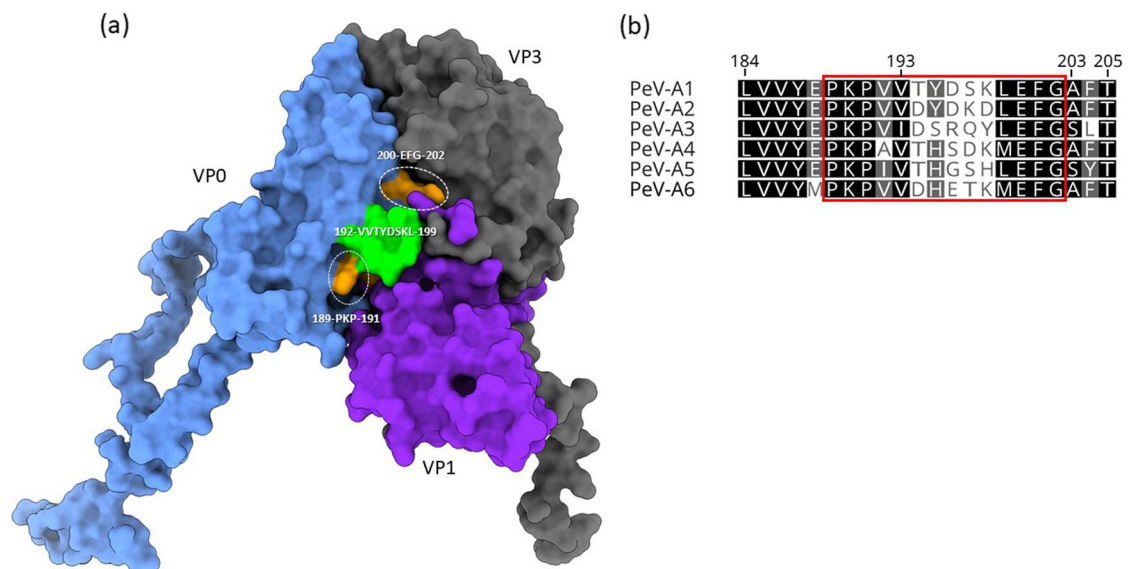 (a)
VP3
200-EFG-202
VP0
192-VVTYDSKL-199
189-PKP-191
VP1
(b)
184 193 203 205
PeV-A1 LVVYEPKPVVTYDSKLEFGAFT
PeV-A2 LVVYEPKPVVDYDKDLEFGAFT
PeV-A3 LVVYEPKPVIDSRQYLEFGSLT
PeV-A4 LVVYEPKPAVTHSDKMEFGAFT
PeV-A5 LVVYEPKPIVTHGSHLEFGSYT
PeV-A6 LVVYMPKPVVDHETKMEFGAFT